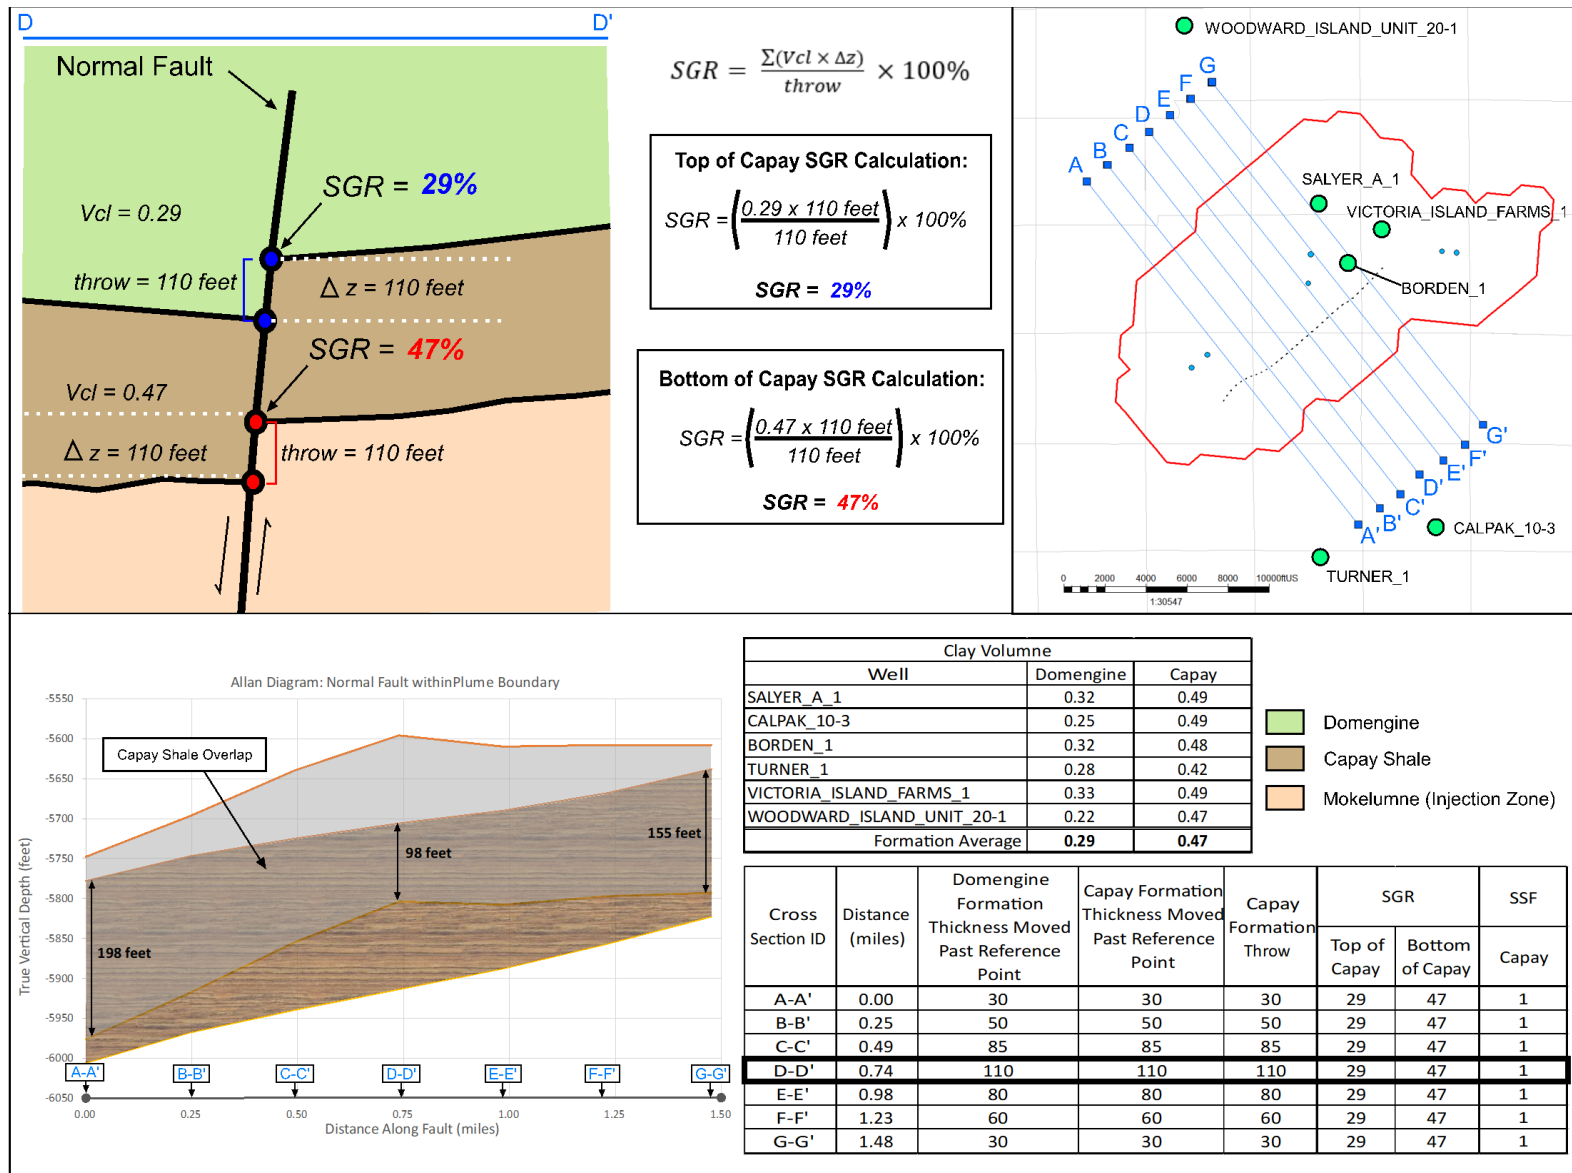 D D'
Normal Fault
SGR = 29%
Vcl = 0.29
throw = 110 feet
Δ z = 110 feet
SGR = 47%
Vcl = 0.47
Δ z = 110 feet
throw = 110 feet
SGR = Σ(Vcl × Δz) / throw × 100%
Top of Capay SGR Calculation:
SGR = (0.29 x 110 feet / 110 feet) x 100%
SGR = 29%
Bottom of Capay SGR Calculation:
SGR = (0.47 x 110 feet / 110 feet) x 100%
SGR = 47%
WOODWARD_ISLAND_UNIT_20-1
G
F
E
D
C
B
A
SALYER_A_1
VICTORIA_ISLAND_FARMS_1
BORDEN_1
G'
F'
E'
D'
C'
B'
A'
CALPAK_10-3
TURNER_1
0 2000 4000 6000 8000 10000ftUS
1:30547
Allan Diagram: Normal Fault withinPlume Boundary
True Vertical Depth (feet)
-5550
-5600
-5650
-5700
-5750
-5800
-5850
-5900
-5950
-6000
-6050
Capay Shale Overlap
198 feet
98 feet
155 feet
A-A' B-B' C-C' D-D' E-E' F-F' G-G'
0.00 0.25 0.50 0.75 1.00 1.25 1.50
Distance Along Fault (miles)
Clay Volumne
Well Domengine Capay
SALYER_A_1 0.32 0.49
CALPAK_10-3 0.25 0.49
BORDEN_1 0.32 0.48
TURNER_1 0.28 0.42
VICTORIA_ISLAND_FARMS_1 0.33 0.49
WOODWARD_ISLAND_UNIT_20-1 0.22 0.47
Formation Average 0.29 0.47
Domengine
Capay Shale
Mokelumne (Injection Zone)
Cross Section ID
Distance (miles)
Domengine Formation Thickness Moved Past Reference Point
Capay Formation Thickness Moved Past Reference Point
Capay Formation Throw
SGR
Top of Capay
Bottom of Capay
SSF
Capay
A-A' 0.00 30 30 30 29 47 1
B-B' 0.25 50 50 50 29 47 1
C-C' 0.49 85 85 85 29 47 1
D-D' 0.74 110 110 110 29 47 1
E-E' 0.98 80 80 80 29 47 1
F-F' 1.23 60 60 60 29 47 1
G-G' 1.48 30 30 30 29 47 1